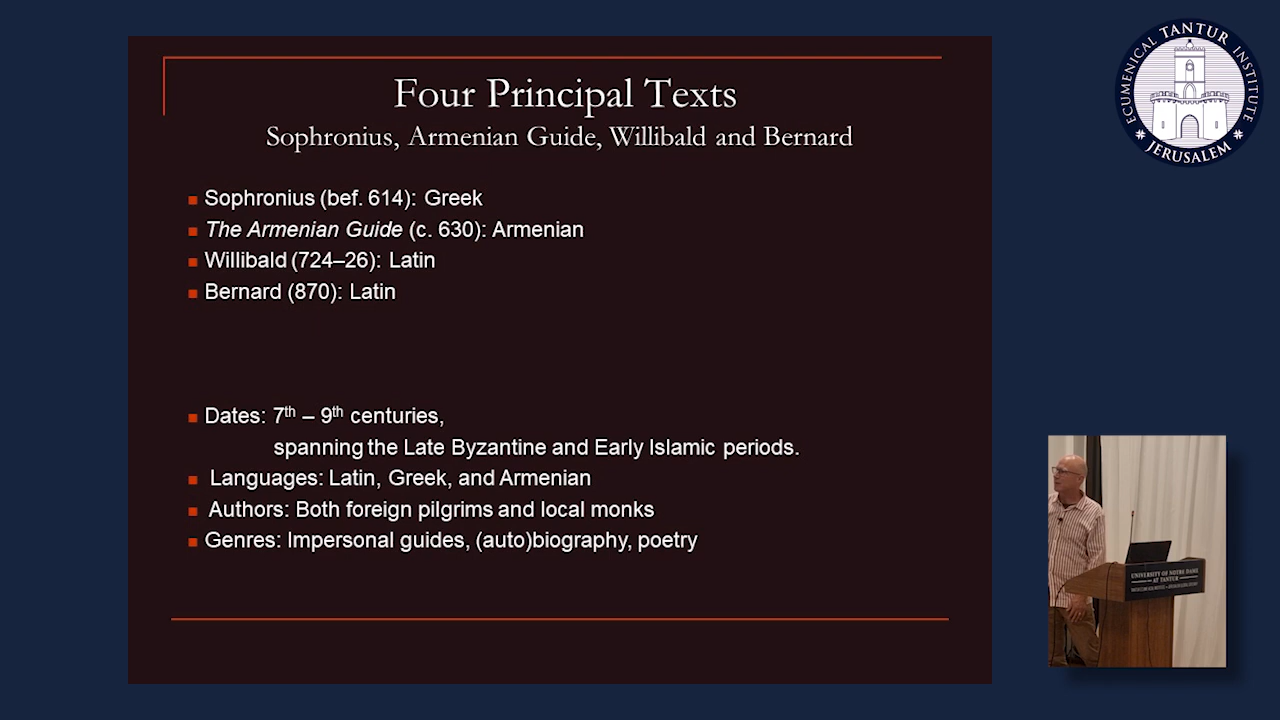 Four Principal Texts
Sophronius, Armenian Guide, Willibald and Bernard
Sophronius (bef. 614): Greek
The Armenian Guide (c. 630): Armenian
Willibald (724–26): Latin
Bernard (870): Latin
Dates: 7th – 9th centuries,
spanning the Late Byzantine and Early Islamic periods.
Languages: Latin, Greek, and Armenian
Authors: Both foreign pilgrims and local monks
Genres: Impersonal guides, (auto)biography, poetry
ECUMENICAL TANTUR INSTITUTE
JERUSALEM
UNIVERSITY OF NOTRE DAME
AT TANTUR